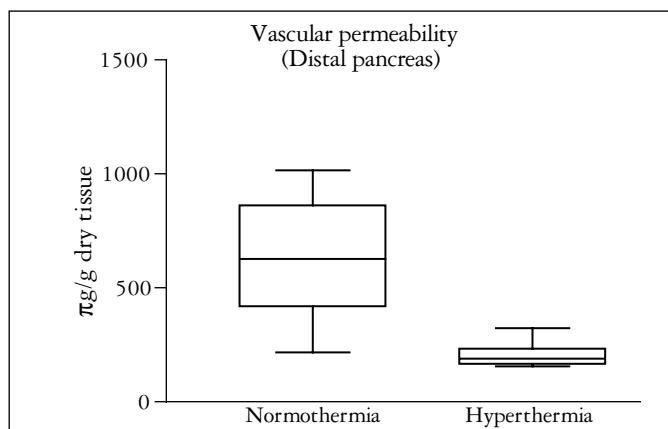 Vascular permeability
(Distal pancreas)
1500
1000
500
0
πg/g dry tissue
Normothermia
Hyperthermia